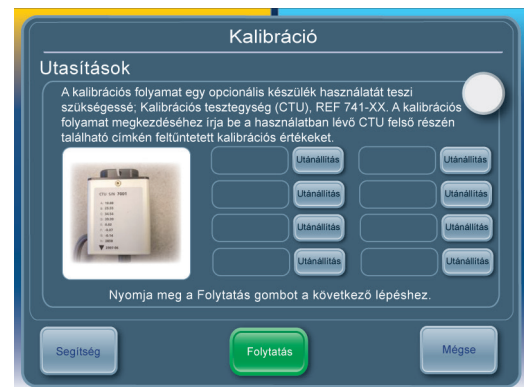 Kalibráció
Utasítások
A kalibrációs folyamat egy opcionális készülék használatát teszi
szükségessé; Kalibrációs tesztegység (CTU), REF 741-XX. A kalibrációs
folyamat megkezdéséhez írja be a használatban lévő CTU felső részén
található címkén feltűntetett kalibrációs értékeket.
Utánállítás
Utánállítás
Utánállítás
Utánállítás
Utánállítás
Utánállítás
Utánállítás
Utánállítás
Nyomja meg a Folytatás gombot a következő lépéshez.
Segítség
Folytatás
Mégse